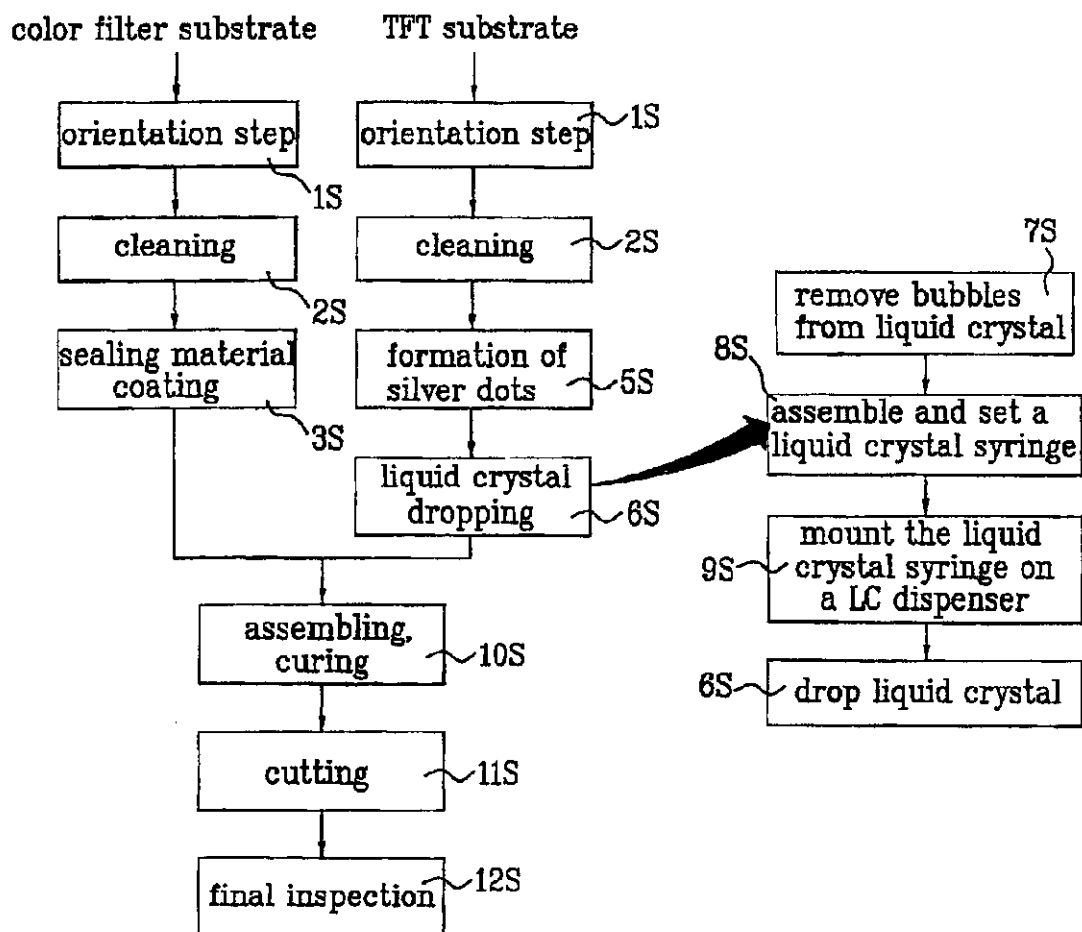 color filter substrate
TFT substrate
orientation step
1S
orientation step
1S
cleaning
2S
cleaning
2S
sealing material
coating
3S
formation of
silver dots
5S
liquid crystal
dropping
6S
7S
remove bubbles
from liquid crystal
8S
assemble and set a
liquid crystal syringe
9S
mount the liquid
crystal syringe on
a LC dispenser
6S
drop liquid crystal
assembling,
curing
10S
cutting
11S
final inspection
12S